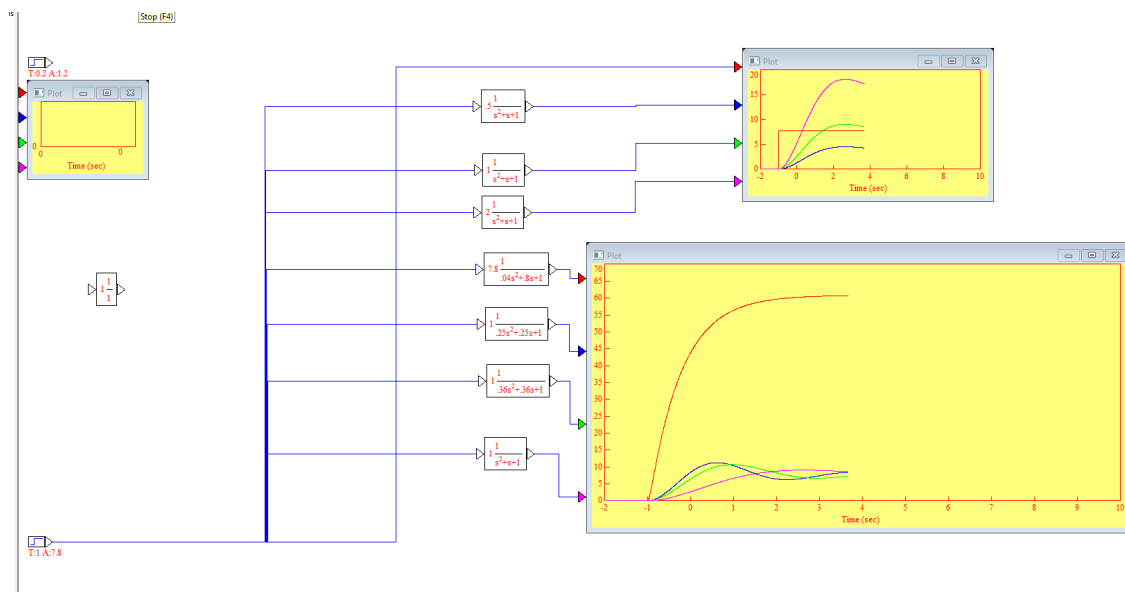 Stop (F4)
T:0.2 A:1.2
Plot
0
0 0
Time (sec)
1 1/1
.5 1/s²+s+1
1 1/s²+s+1
2 1/s²+s+1
7.8 1/.04s²+.8s+1
1 1/.25s²+.25s+1
1 1/.36s²+.36s+1
1 1/s²+s+1
T:1 A:7.8
Plot
20
15
10
5
0
-2 0 2 4 6 8 10
Time (sec)
Plot
70
65
60
55
50
45
40
35
30
25
20
15
10
5
0
-2 -1 0 1 2 3 4 5 6 7 8 9 10
Time (sec)